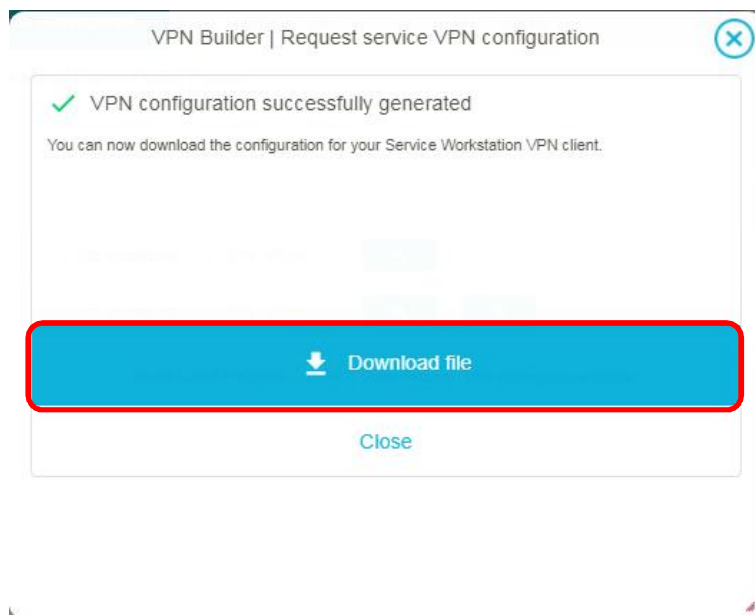 VPN Builder | Request service VPN configuration
VPN configuration successfully generated
You can now download the configuration for your Service Workstation VPN client.
Download file
Close